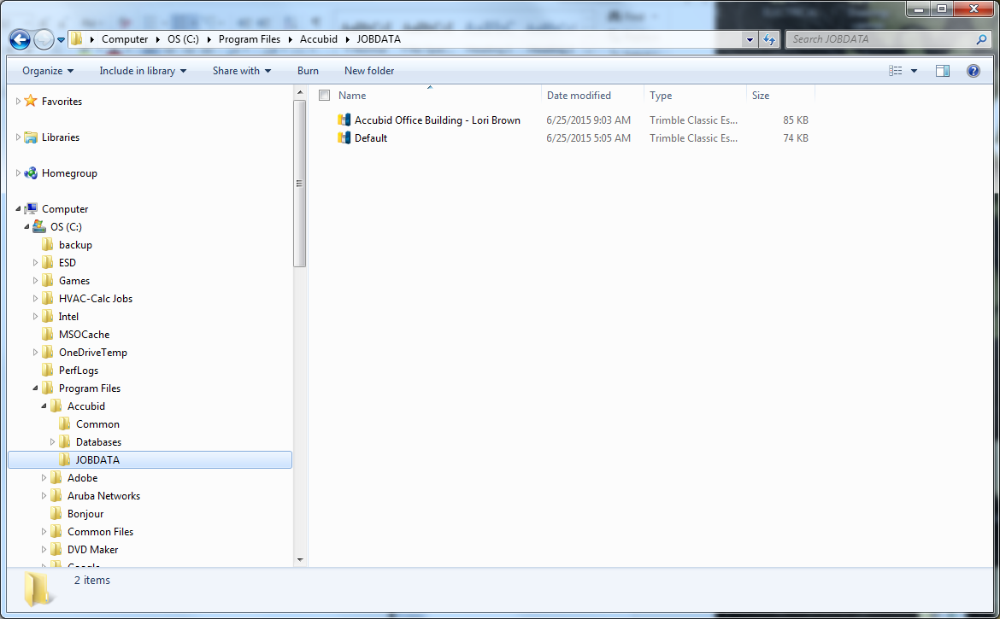 Computer OS (C:) Program Files Accubid JOBDATA Search JOBDATA
Organize Include in library Share with Burn New folder
Favorites
Libraries
Homegroup
Computer
OS (C:)
backup
ESD
Games
HVAC-Calc Jobs
Intel
MSOCache
OneDriveTemp
PerfLogs
Program Files
Accubid
Common
Databases
JOBDATA
Adobe
Aruba Networks
Bonjour
Common Files
DVD Maker
Name Date modified Type Size
Accubid Office Building - Lori Brown 6/25/2015 9:03 AM Trimble Classic Es... 85 KB
Default 6/25/2015 5:05 AM Trimble Classic Es... 74 KB
2 items